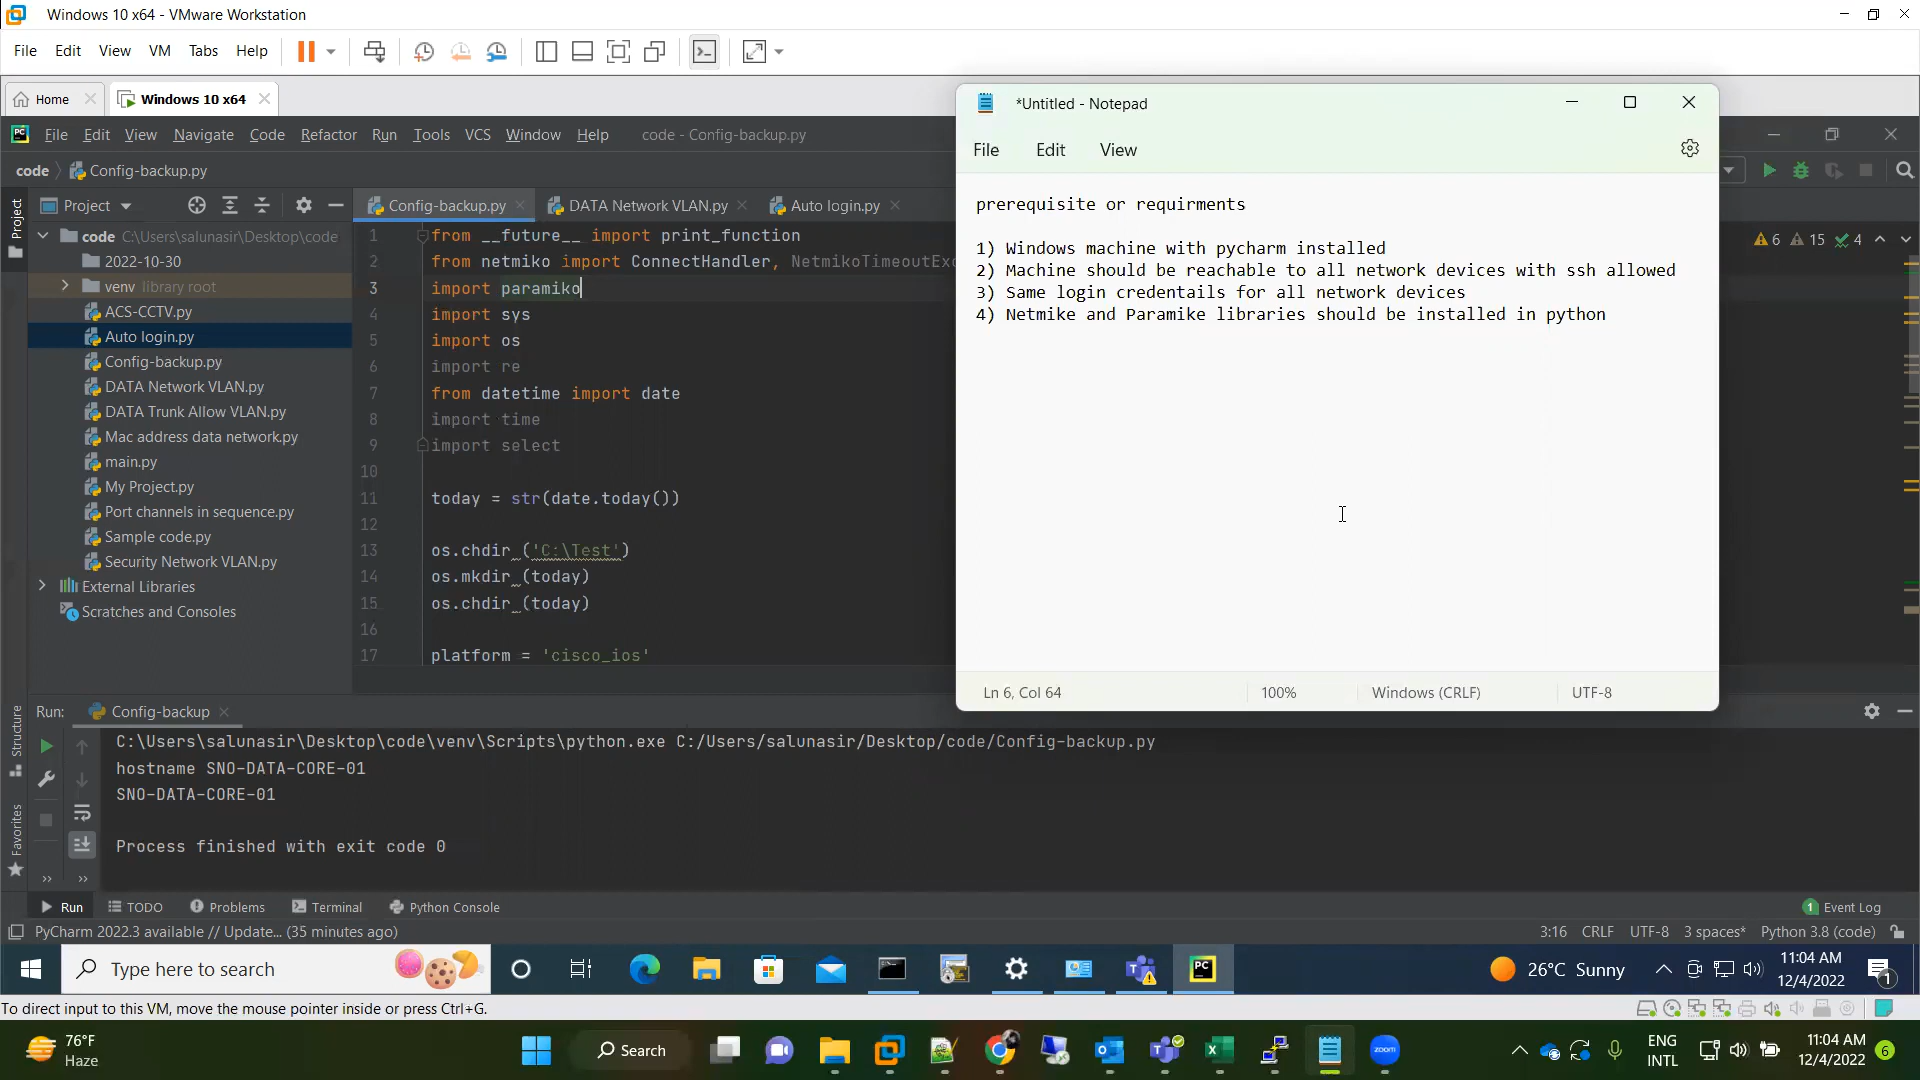 Windows 10 x64 - VMware Workstation
File Edit View VM Tabs Help
Home Windows 10 x64
PC File Edit View Navigate Code Refactor Run Tools VCS Window Help code - Config-backup.py
code Config-backup.py
Project
Project
code C:\Users\salunasir\Desktop\code
2022-10-30
venv library root
ACS-CCTV.py
Auto login.py
Config-backup.py
DATA Network VLAN.py
DATA Trunk Allow VLAN.py
Mac address data network.py
main.py
My Project.py
Port channels in sequence.py
Sample code.py
Security Network VLAN.py
External Libraries
Scratches and Consoles
Config-backup.py DATA Network VLAN.py Auto login.py
1 from __future__ import print_function
2 from netmiko import ConnectHandler, NetmikoTimeoutExc
3 import paramiko
4 import sys
5 import os
6 import re
7 from datetime import date
8 import time
9 import select
10
11 today = str(date.today())
12
13 os.chdir ('C:\Test')
14 os.mkdir (today)
15 os.chdir (today)
16
17 platform = 'cisco_ios'
6 15 4
*Untitled - Notepad
File Edit View
prerequisite or requirments
1) Windows machine with pycharm installed
2) Machine should be reachable to all network devices with ssh allowed
3) Same login credentails for all network devices
4) Netmike and Paramike libraries should be installed in python
Ln 6, Col 64 100% Windows (CRLF) UTF-8
Run: Config-backup
C:\Users\salunasir\Desktop\code\venv\Scripts\python.exe C:/Users/salunasir/Desktop/code/Config-backup.py
hostname SNO-DATA-CORE-01
SNO-DATA-CORE-01
Process finished with exit code 0
Structure
Favorites
Run TODO Problems Terminal Python Console 1 Event Log
PyCharm 2022.3 available // Update... (35 minutes ago) 3:16 CRLF UTF-8 3 spaces* Python 3.8 (code)
Type here to search PC 26°C Sunny 11:04 AM
12/4/2022 1
To direct input to this VM, move the mouse pointer inside or press Ctrl+G.
76°F
Haze
Search zoom ENG
INTL
11:04 AM
12/4/2022 6